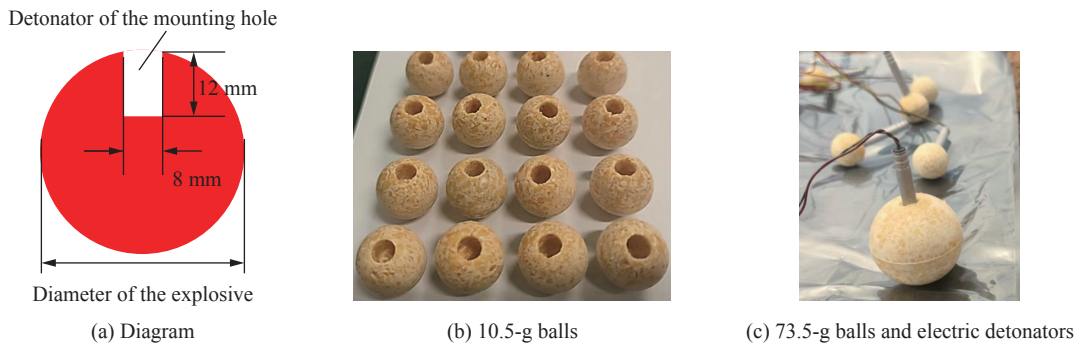 Detonator of the mounting hole
12 mm
8 mm
Diameter of the explosive
(a) Diagram
(b) 10.5-g balls
(c) 73.5-g balls and electric detonators